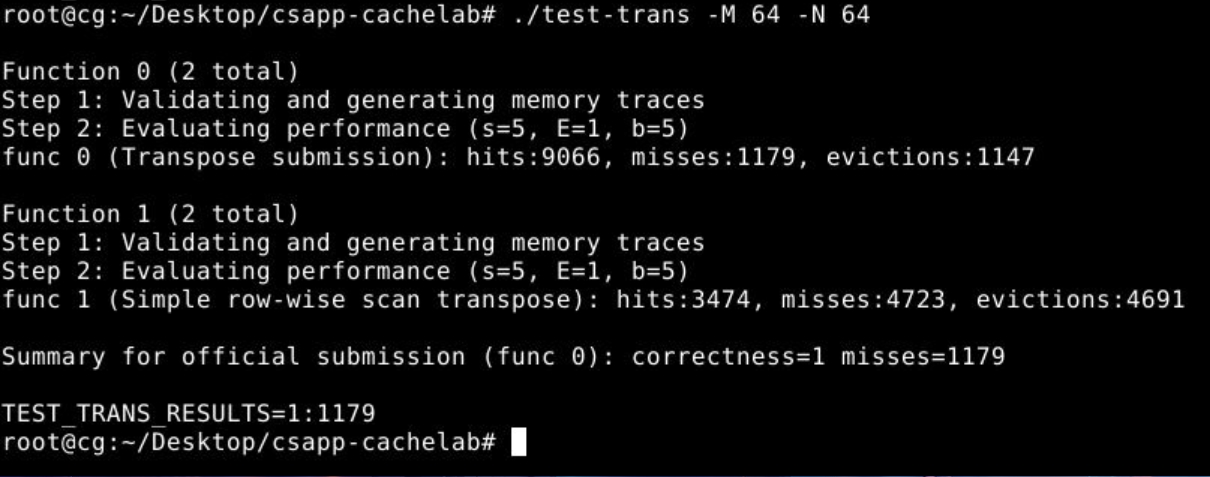 root@cg:~/Desktop/csapp-cachelab# ./test-trans -M 64 -N 64
Function 0 (2 total)
Step 1: Validating and generating memory traces
Step 2: Evaluating performance (s=5, E=1, b=5)
func 0 (Transpose submission): hits:9066, misses:1179, evictions:1147
Function 1 (2 total)
Step 1: Validating and generating memory traces
Step 2: Evaluating performance (s=5, E=1, b=5)
func 1 (Simple row-wise scan transpose): hits:3474, misses:4723, evictions:4691
Summary for official submission (func 0): correctness=1 misses=1179
TEST_TRANS_RESULTS=1:1179
root@cg:~/Desktop/csapp-cachelab#